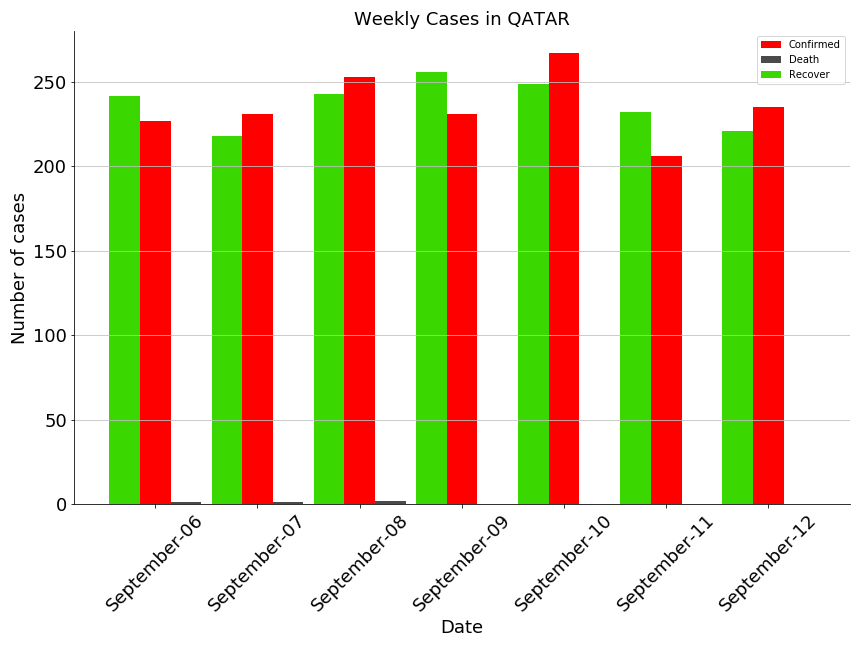 Weekly Cases in QATAR
Confirmed
Death
Recover
Number of cases
250
200
150
100
50
0
September-06
September-07
September-08
September-09
September-10
September-11
September-12
Date